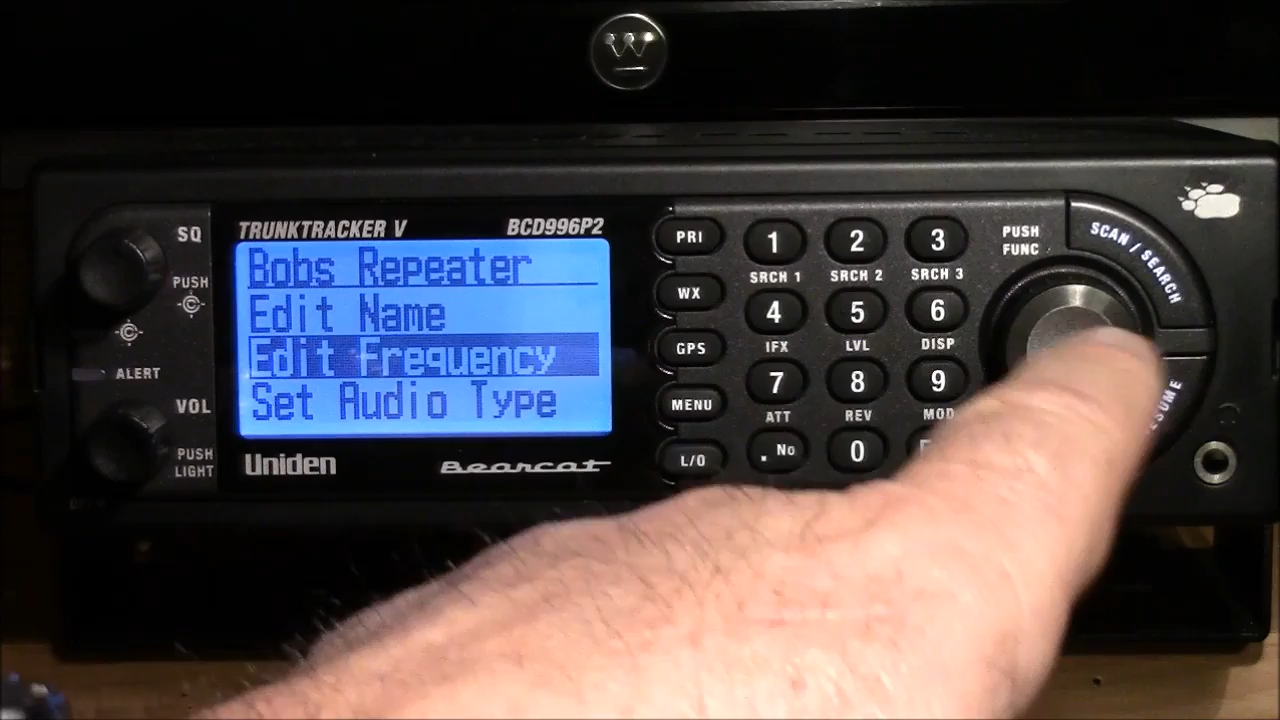 W
TRUNKTRACKER V
BCD996P2
SQ
PUSH
ALERT
VOL
PUSH
LIGHT
Bobs Repeater
Edit Name
Edit Frequency
Set Audio Type
Uniden
Bearcat
PRI
WX
GPS
MENU
L/O
1 2 3
SRCH 1 SRCH 2 SRCH 3
4 5 6
IFX LVL DISP
7 8 9
ATT REV MOD
. No 0
PUSH
FUNC
SCAN / SEARCH